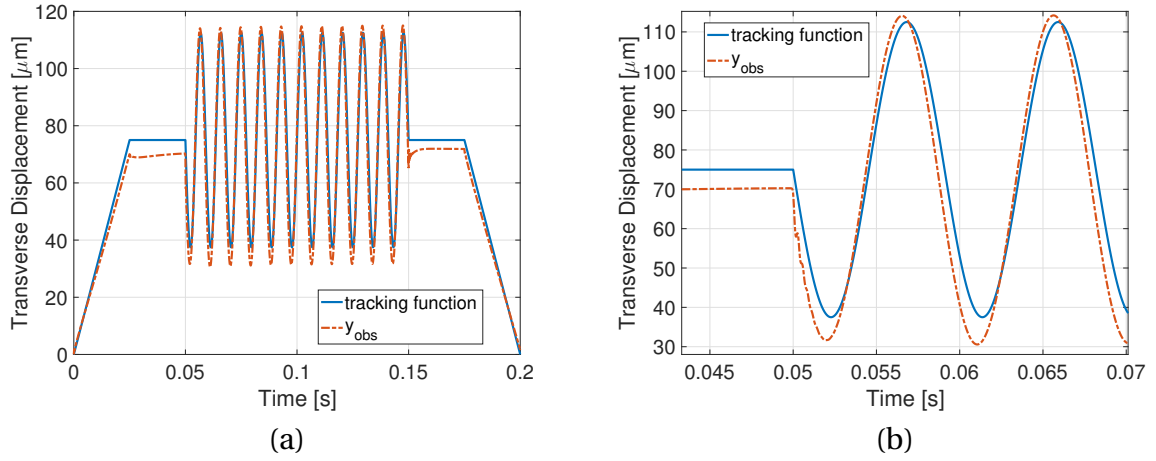 120
100
80
60
40
20
0
Transverse Displacement [μm]
tracking function
y_obs
0 0.05 0.1 0.15 0.2
Time [s]
(a)
110
100
90
80
70
60
50
40
30
Transverse Displacement [μm]
tracking function
y_obs
0.045 0.05 0.055 0.06 0.065 0.07
Time [s]
(b)